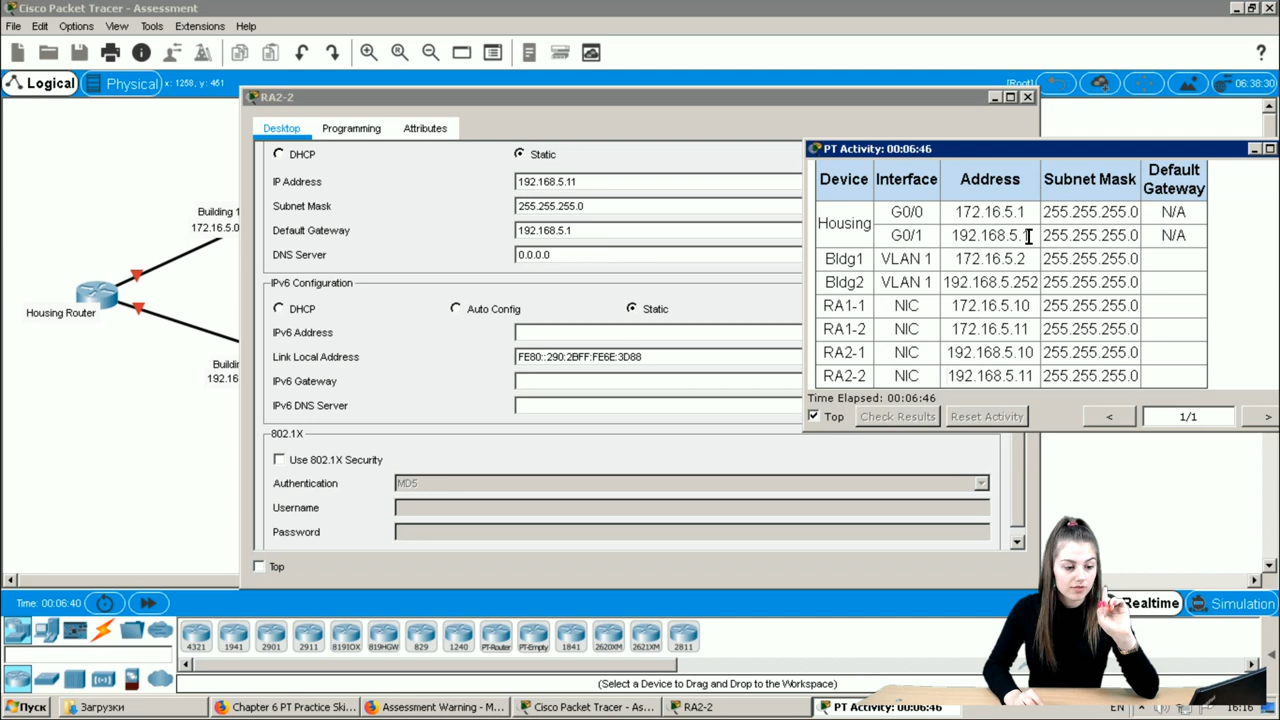 Cisco Packet Tracer - Assessment
File Edit Options View Tools Extensions Help
Logical Physical x: 1258, y: 451 [Root] 06:38:30
RA2-2
Desktop Programming Attributes
DHCP Static
IP Address 192.168.5.11
Subnet Mask 255.255.255.0
Default Gateway 192.168.5.1
DNS Server 0.0.0.0
IPv6 Configuration
DHCP Auto Config Static
IPv6 Address
Link Local Address FE80::290:2BFF:FE6E:3D88
IPv6 Gateway
IPv6 DNS Server
802.1X
Use 802.1X Security
Authentication MD5
Username
Password
Top
Building 1
172.16.5.0
Housing Router
Buildin
192.16
PT Activity: 00:06:46
Device Interface Address Subnet Mask Default Gateway
Housing G0/0 172.16.5.1 255.255.255.0 N/A
G0/1 192.168.5.1 255.255.255.0 N/A
Bldg1 VLAN 1 172.16.5.2 255.255.255.0
Bldg2 VLAN 1 192.168.5.252 255.255.255.0
RA1-1 NIC 172.16.5.10 255.255.255.0
RA1-2 NIC 172.16.5.11 255.255.255.0
RA2-1 NIC 192.168.5.10 255.255.255.0
RA2-2 NIC 192.168.5.11 255.255.255.0
Time Elapsed: 00:06:46
Top Check Results Reset Activity < 1/1 >
Time: 00:06:40 Realtime Simulation
4321 1941 2901 2911 819IOX 819HGW 829 1240 PT-Router PT-Empty 1841 2620XM 2621XM 2811
(Select a Device to Drag and Drop to the Workspace)
Пуск Загрузки Chapter 6 PT Practice Ski... Assessment Warning - M... Cisco Packet Tracer - As... RA2-2 PT Activity: 00:06:46 EN 16:16